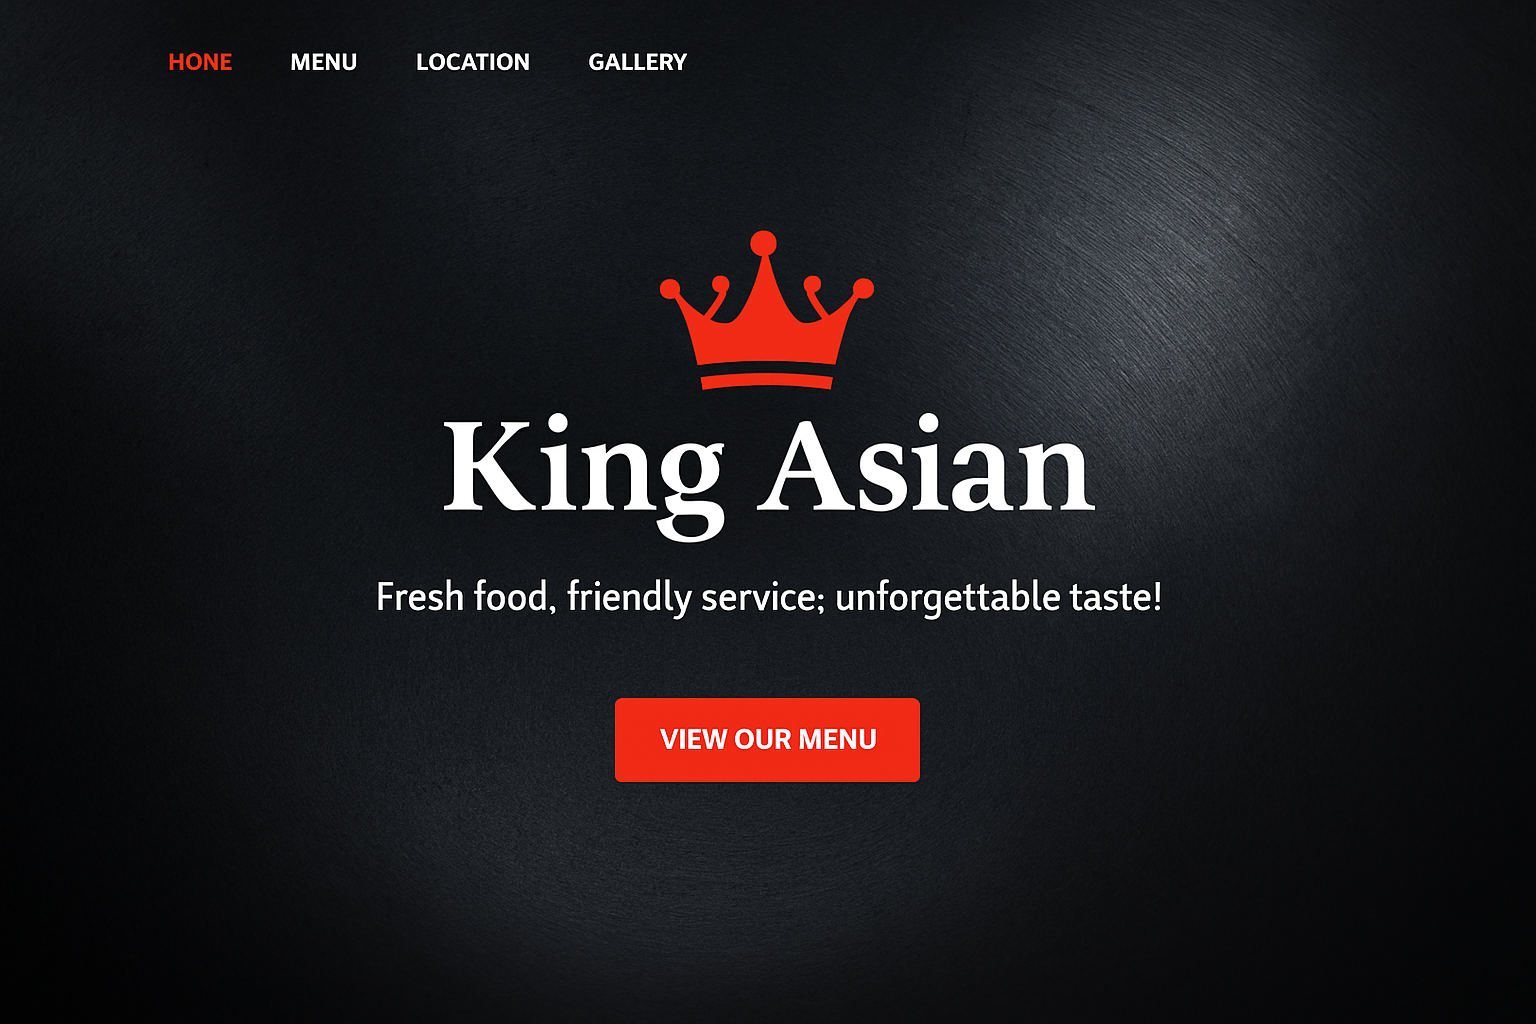 HONE MENU LOCATION GALLERY
King Asian
Fresh food, friendly service; unforgettable taste!
VIEW OUR MENU